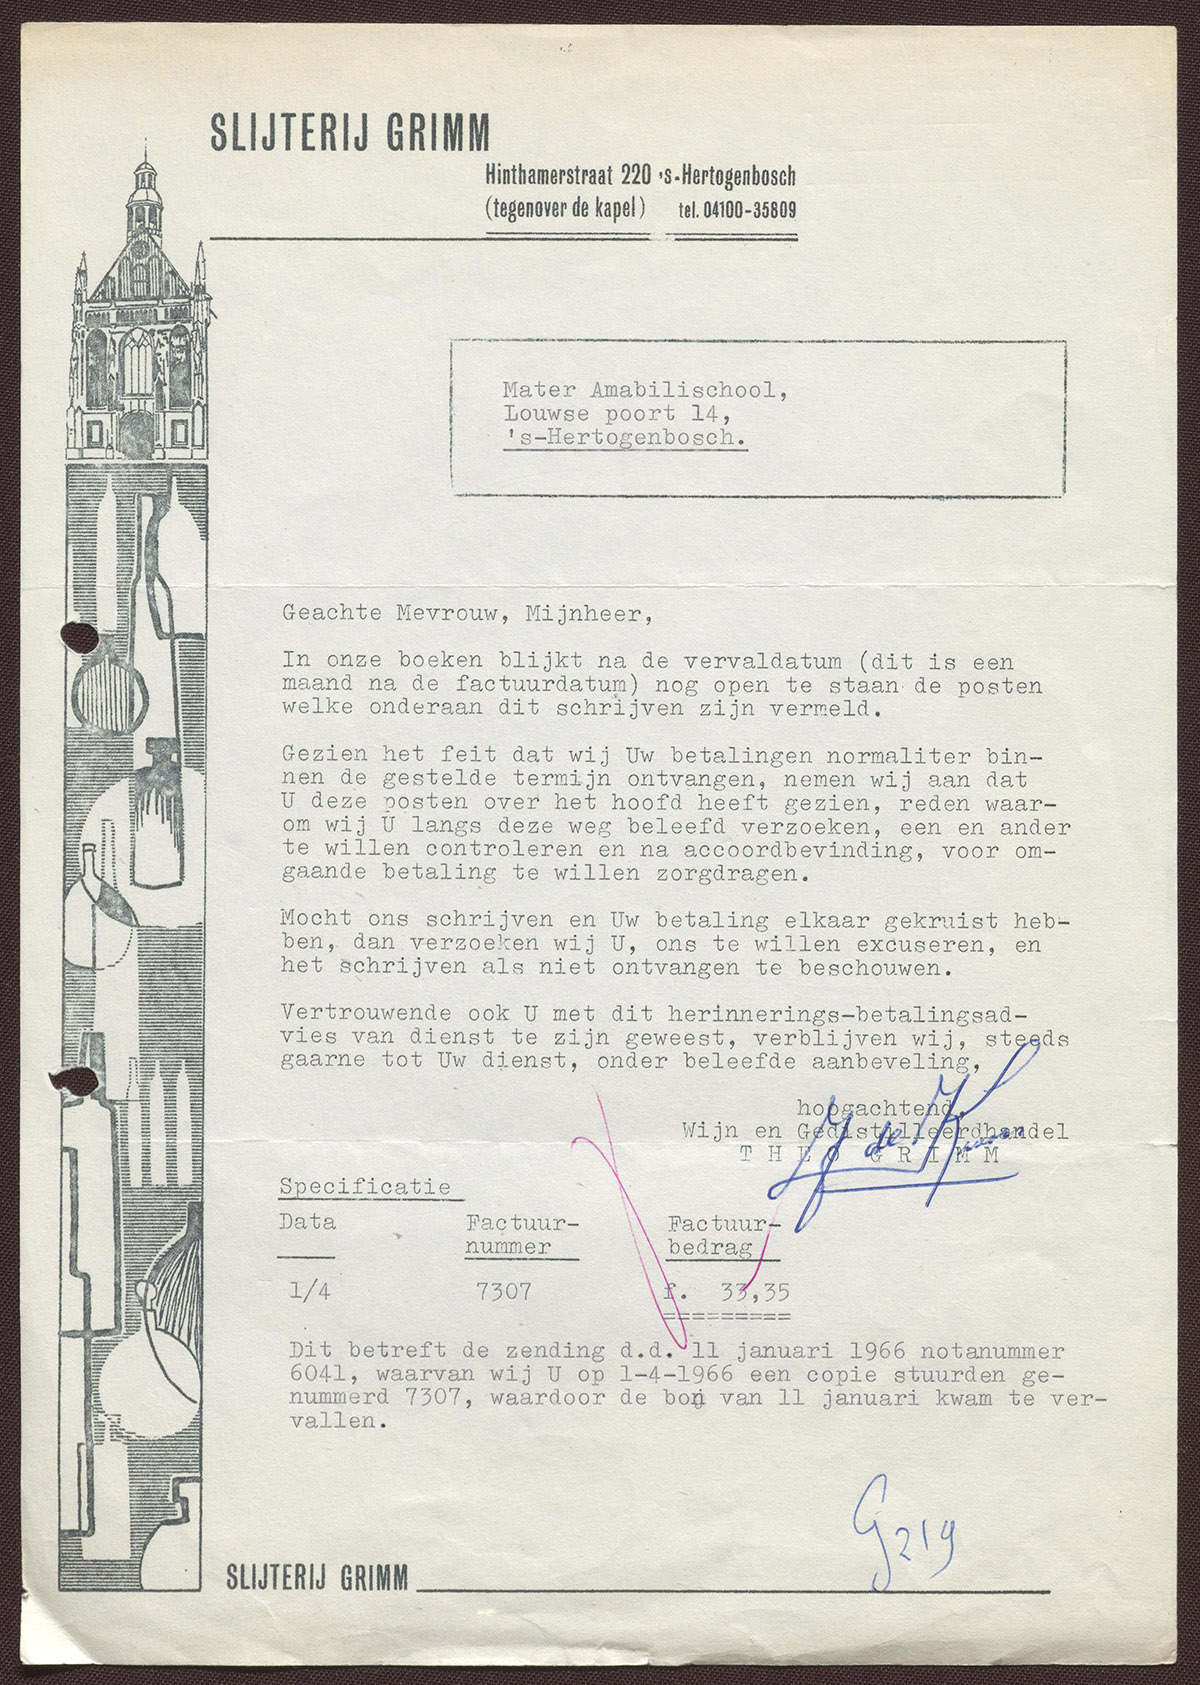 SLIJTERIJ GRIMM
Hinthamerstraat 220 's-Hertogenbosch
(tegenover de kapel) tel. 04100-35809
Mater Amabilischool,
Louwse poort 14,
's-Hertogenbosch.
Geachte Mevrouw, Mijnheer,
In onze boeken blijkt na de vervaldatum (dit is een
maand na de factuurdatum) nog open te staan de posten
welke onderaan dit schrijven zijn vermeld.
Gezien het feit dat wij Uw betalingen normaliter bin-
nen de gestelde termijn ontvangen, nemen wij aan dat
U deze posten over het hoofd heeft gezien, reden waar-
om wij U langs deze weg beleefd verzoeken, een en ander
te willen controleren en na accoordbevinding, voor om-
gaande betaling te willen zorgdragen.
Mocht ons schrijven en Uw betaling elkaar gekruist heb-
ben, dan verzoeken wij U, ons te willen excuseren, en
het schrijven als niet ontvangen te beschouwen.
Vertrouwende ook U met dit herinnerings-betalingsad-
vies van dienst te zijn geweest, verblijven wij, steeds
gaarne tot Uw dienst, onder beleefde aanbeveling,
hoogachtend,
Wijn en Gedistilleerdhandel
THEO GRIMM
Specificatie
Data Factuur- Factuur-
nummer bedrag
1/4 7307 f. 33,35
Dit betreft de zending d.d. 11 januari 1966 notanummer
6041, waarvan wij U op 1-4-1966 een copie stuurden ge-
nummerd 7307, waardoor de bon van 11 januari kwam te ver-
vallen.
G219
SLIJTERIJ GRIMM